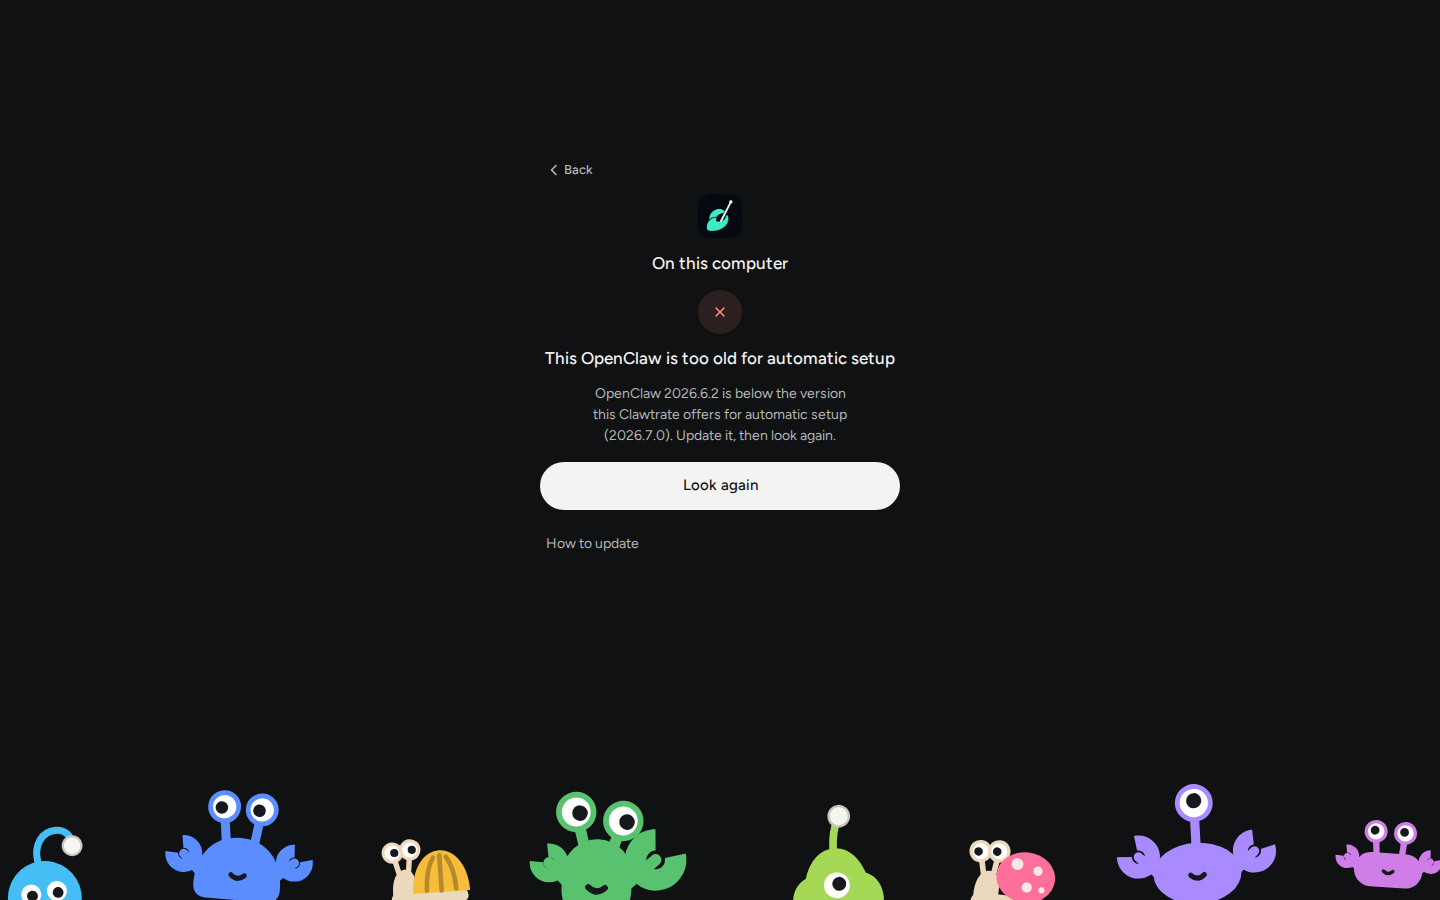 Back
On this computer
This OpenClaw is too old for automatic setup
OpenClaw 2026.6.2 is below the version
this Clawtrate offers for automatic setup
(2026.7.0). Update it, then look again.
Look again
How to update